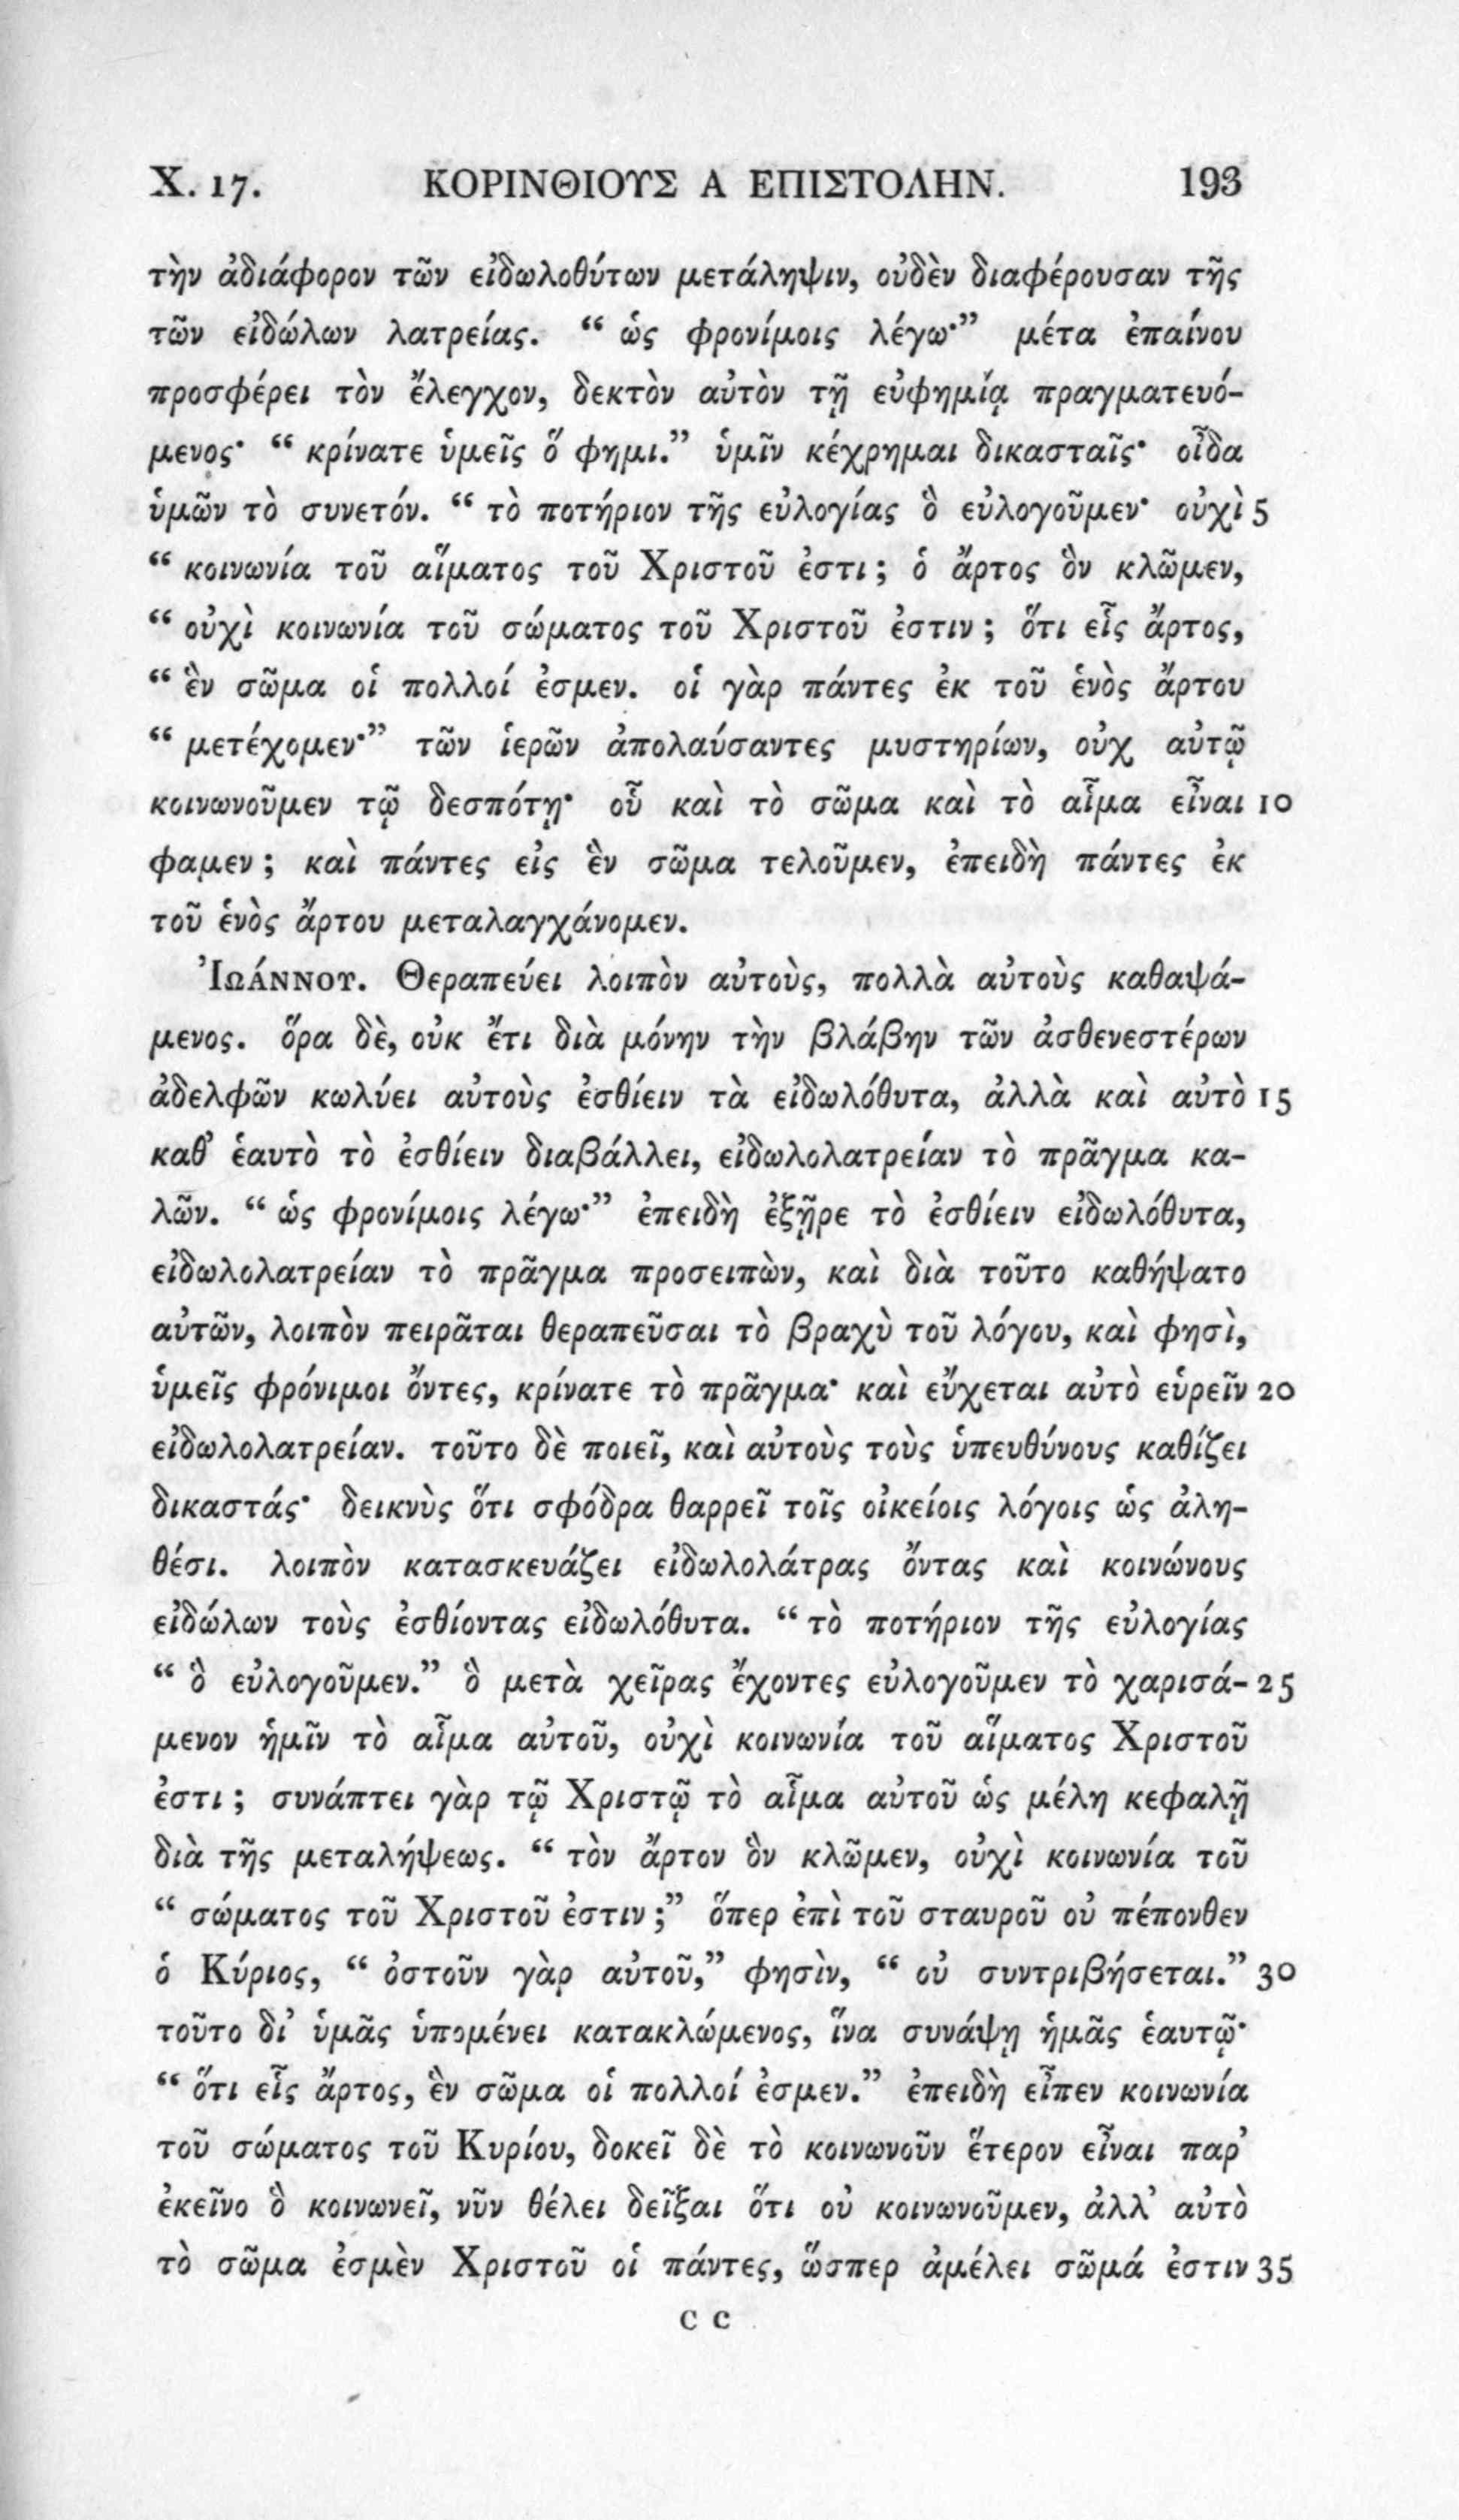 X. 17. ΚΟΡΙΝΘΙΟΥΣ Α ΕΠΙΣΤΟΛΗΝ. 193
τὴν ἀδιάφορον τῶν εἰδωλοθύτων μετάληψιν, οὐδὲν διαφέρουσαν τῆς
τῶν εἰδώλων λατρείας. “ ὡς φρονίμοις λέγω·” μέτα ἐπαίνου
προσφέρει τὸν ἔλεγχον, δεκτὸν αὐτὸν τῇ εὐφημίᾳ πραγματευό-
μενος· “ κρίνατε ὑμεῖς ὅ φημι.” ὑμῖν κέχρημαι δικασταῖς· οἶδα
ὑμῶν τὸ συνετόν. “ τὸ ποτήριον τῆς εὐλογίας ὃ εὐλογοῦμεν· οὐχὶ 5
“ κοινωνία τοῦ αἵματος τοῦ Χριστοῦ ἐστι; ὁ ἄρτος ὃν κλῶμεν,
“ οὐχὶ κοινωνία τοῦ σώματος τοῦ Χριστοῦ ἐστιν; ὅτι εἷς ἄρτος,
“ ἓν σῶμα οἱ πολλοί ἐσμεν. οἱ γὰρ πάντες ἐκ τοῦ ἑνὸς ἄρτου
“ μετέχομεν·” τῶν ἱερῶν ἀπολαύσαντες μυστηρίων, οὐχ αὐτῷ
κοινωνοῦμεν τῷ δεσπότῃ· οὗ καὶ τὸ σῶμα καὶ τὸ αἷμα εἶναι 10
φαμεν; καὶ πάντες εἰς ἓν σῶμα τελοῦμεν, ἐπειδὴ πάντες ἐκ
τοῦ ἑνὸς ἄρτου μεταλαγχάνομεν.
ἸΩΆΝΝΟΥ. Θεραπεύει λοιπὸν αὐτοὺς, πολλὰ αὐτοὺς καθαψά-
μενος. ὅρα δὲ, οὐκ ἔτι διὰ μόνην τὴν βλάβην τῶν ἀσθενεστέρων
ἀδελφῶν κωλύει αὐτοὺς ἐσθίειν τὰ εἰδωλόθυτα, ἀλλὰ καὶ αὐτὸ 15
καθ’ ἑαυτὸ τὸ ἐσθίειν διαβάλλει, εἰδωλολατρείαν τὸ πρᾶγμα κα-
λῶν. “ ὡς φρονίμοις λέγω·” ἐπειδὴ ἐξῇρε τὸ ἐσθίειν εἰδωλόθυτα,
εἰδωλολατρείαν τὸ πρᾶγμα προσειπὼν, καὶ διὰ τοῦτο καθήψατο
αὐτῶν, λοιπὸν πειρᾶται θεραπεῦσαι τὸ βραχὺ τοῦ λόγου, καὶ φησὶ,
ὑμεῖς φρόνιμοι ὄντες, κρίνατε τὸ πρᾶγμα· καὶ εὔχεται αὐτὸ εὑρεῖν 20
εἰδωλολατρείαν. τοῦτο δὲ ποιεῖ, καὶ αὐτοὺς τοὺς ὑπευθύνους καθίζει
δικαστάς· δεικνὺς ὅτι σφόδρα θαρρεῖ τοῖς οἰκείοις λόγοις ὡς ἀλη-
θέσι. λοιπὸν κατασκευάζει εἰδωλολάτρας ὄντας καὶ κοινώνους
εἰδώλων τοὺς ἐσθίοντας εἰδωλόθυτα. “ τὸ ποτήριον τῆς εὐλογίας
“ ὃ εὐλογοῦμεν.” ὃ μετὰ χεῖρας ἔχοντες εὐλογοῦμεν τὸ χαρισά- 25
μενον ἡμῖν τὸ αἷμα αὐτοῦ, οὐχὶ κοινωνία τοῦ αἵματος Χριστοῦ
ἐστι; συνάπτει γὰρ τῷ Χριστῷ τὸ αἷμα αὐτοῦ ὡς μέλη κεφαλῇ
διὰ τῆς μεταλήψεως. “ τὸν ἄρτον ὃν κλῶμεν, οὐχὶ κοινωνία τοῦ
“ σώματος τοῦ Χριστοῦ ἐστιν;” ὅπερ ἐπὶ τοῦ σταυροῦ οὐ πέπονθεν
ὁ Κύριος, “ ὀστοῦν γὰρ αὐτοῦ,” φησὶν, “ οὐ συντριβήσεται.” 30
τοῦτο δι’ ὑμᾶς ὑπομένει κατακλώμενος, ἵνα συνάψῃ ἡμᾶς ἑαυτῷ·
“ ὅτι εἷς ἄρτος, ἓν σῶμα οἱ πολλοί ἐσμεν.” ἐπειδὴ εἶπεν κοινωνία
τοῦ σώματος τοῦ Κυρίου, δοκεῖ δὲ τὸ κοινωνοῦν ἕτερον εἶναι παρ’
ἐκεῖνο ὃ κοινωνεῖ, νῦν θέλει δεῖξαι ὅτι οὐ κοινωνοῦμεν, ἀλλ’ αὐτὸ
τὸ σῶμα ἐσμὲν Χριστοῦ οἱ πάντες, ὥσπερ ἀμέλει σῶμά ἐστιν 35
C C